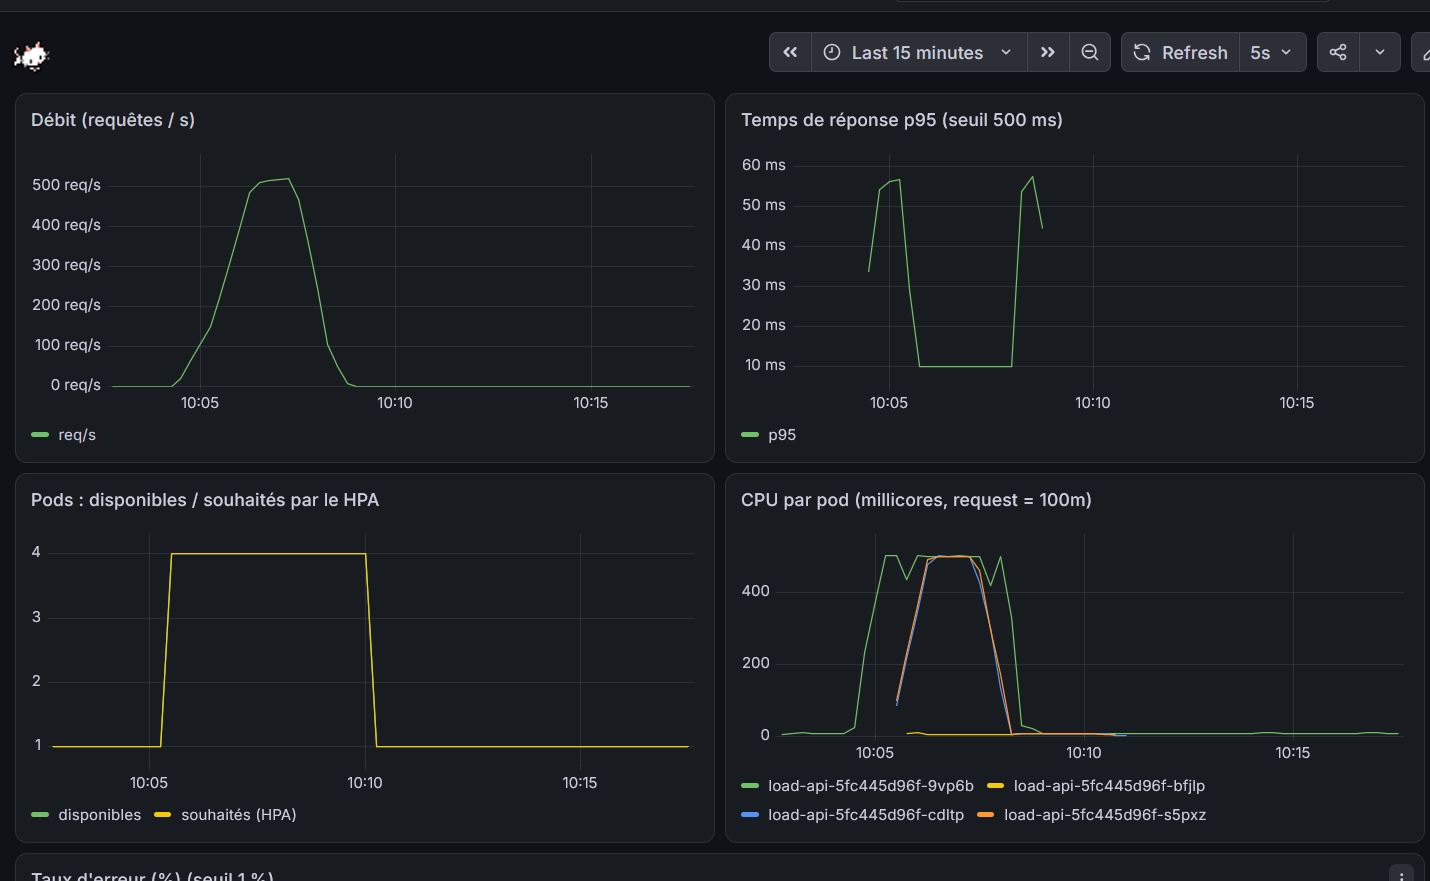 Last 15 minutes
Refresh
5s
Débit (requêtes / s)
500 req/s
400 req/s
300 req/s
200 req/s
100 req/s
0 req/s
10:05
10:10
10:15
req/s
Temps de réponse p95 (seuil 500 ms)
60 ms
50 ms
40 ms
30 ms
20 ms
10 ms
10:05
10:10
10:15
p95
Pods : disponibles / souhaités par le HPA
4
3
2
1
10:05
10:10
10:15
disponibles
souhaités (HPA)
CPU par pod (millicores, request = 100m)
400
200
0
10:05
10:10
10:15
load-api-5fc445d96f-9vp6b
load-api-5fc445d96f-bfjlp
load-api-5fc445d96f-cdltp
load-api-5fc445d96f-s5pxz
Taux d'erreur (%) (seuil 1 %)